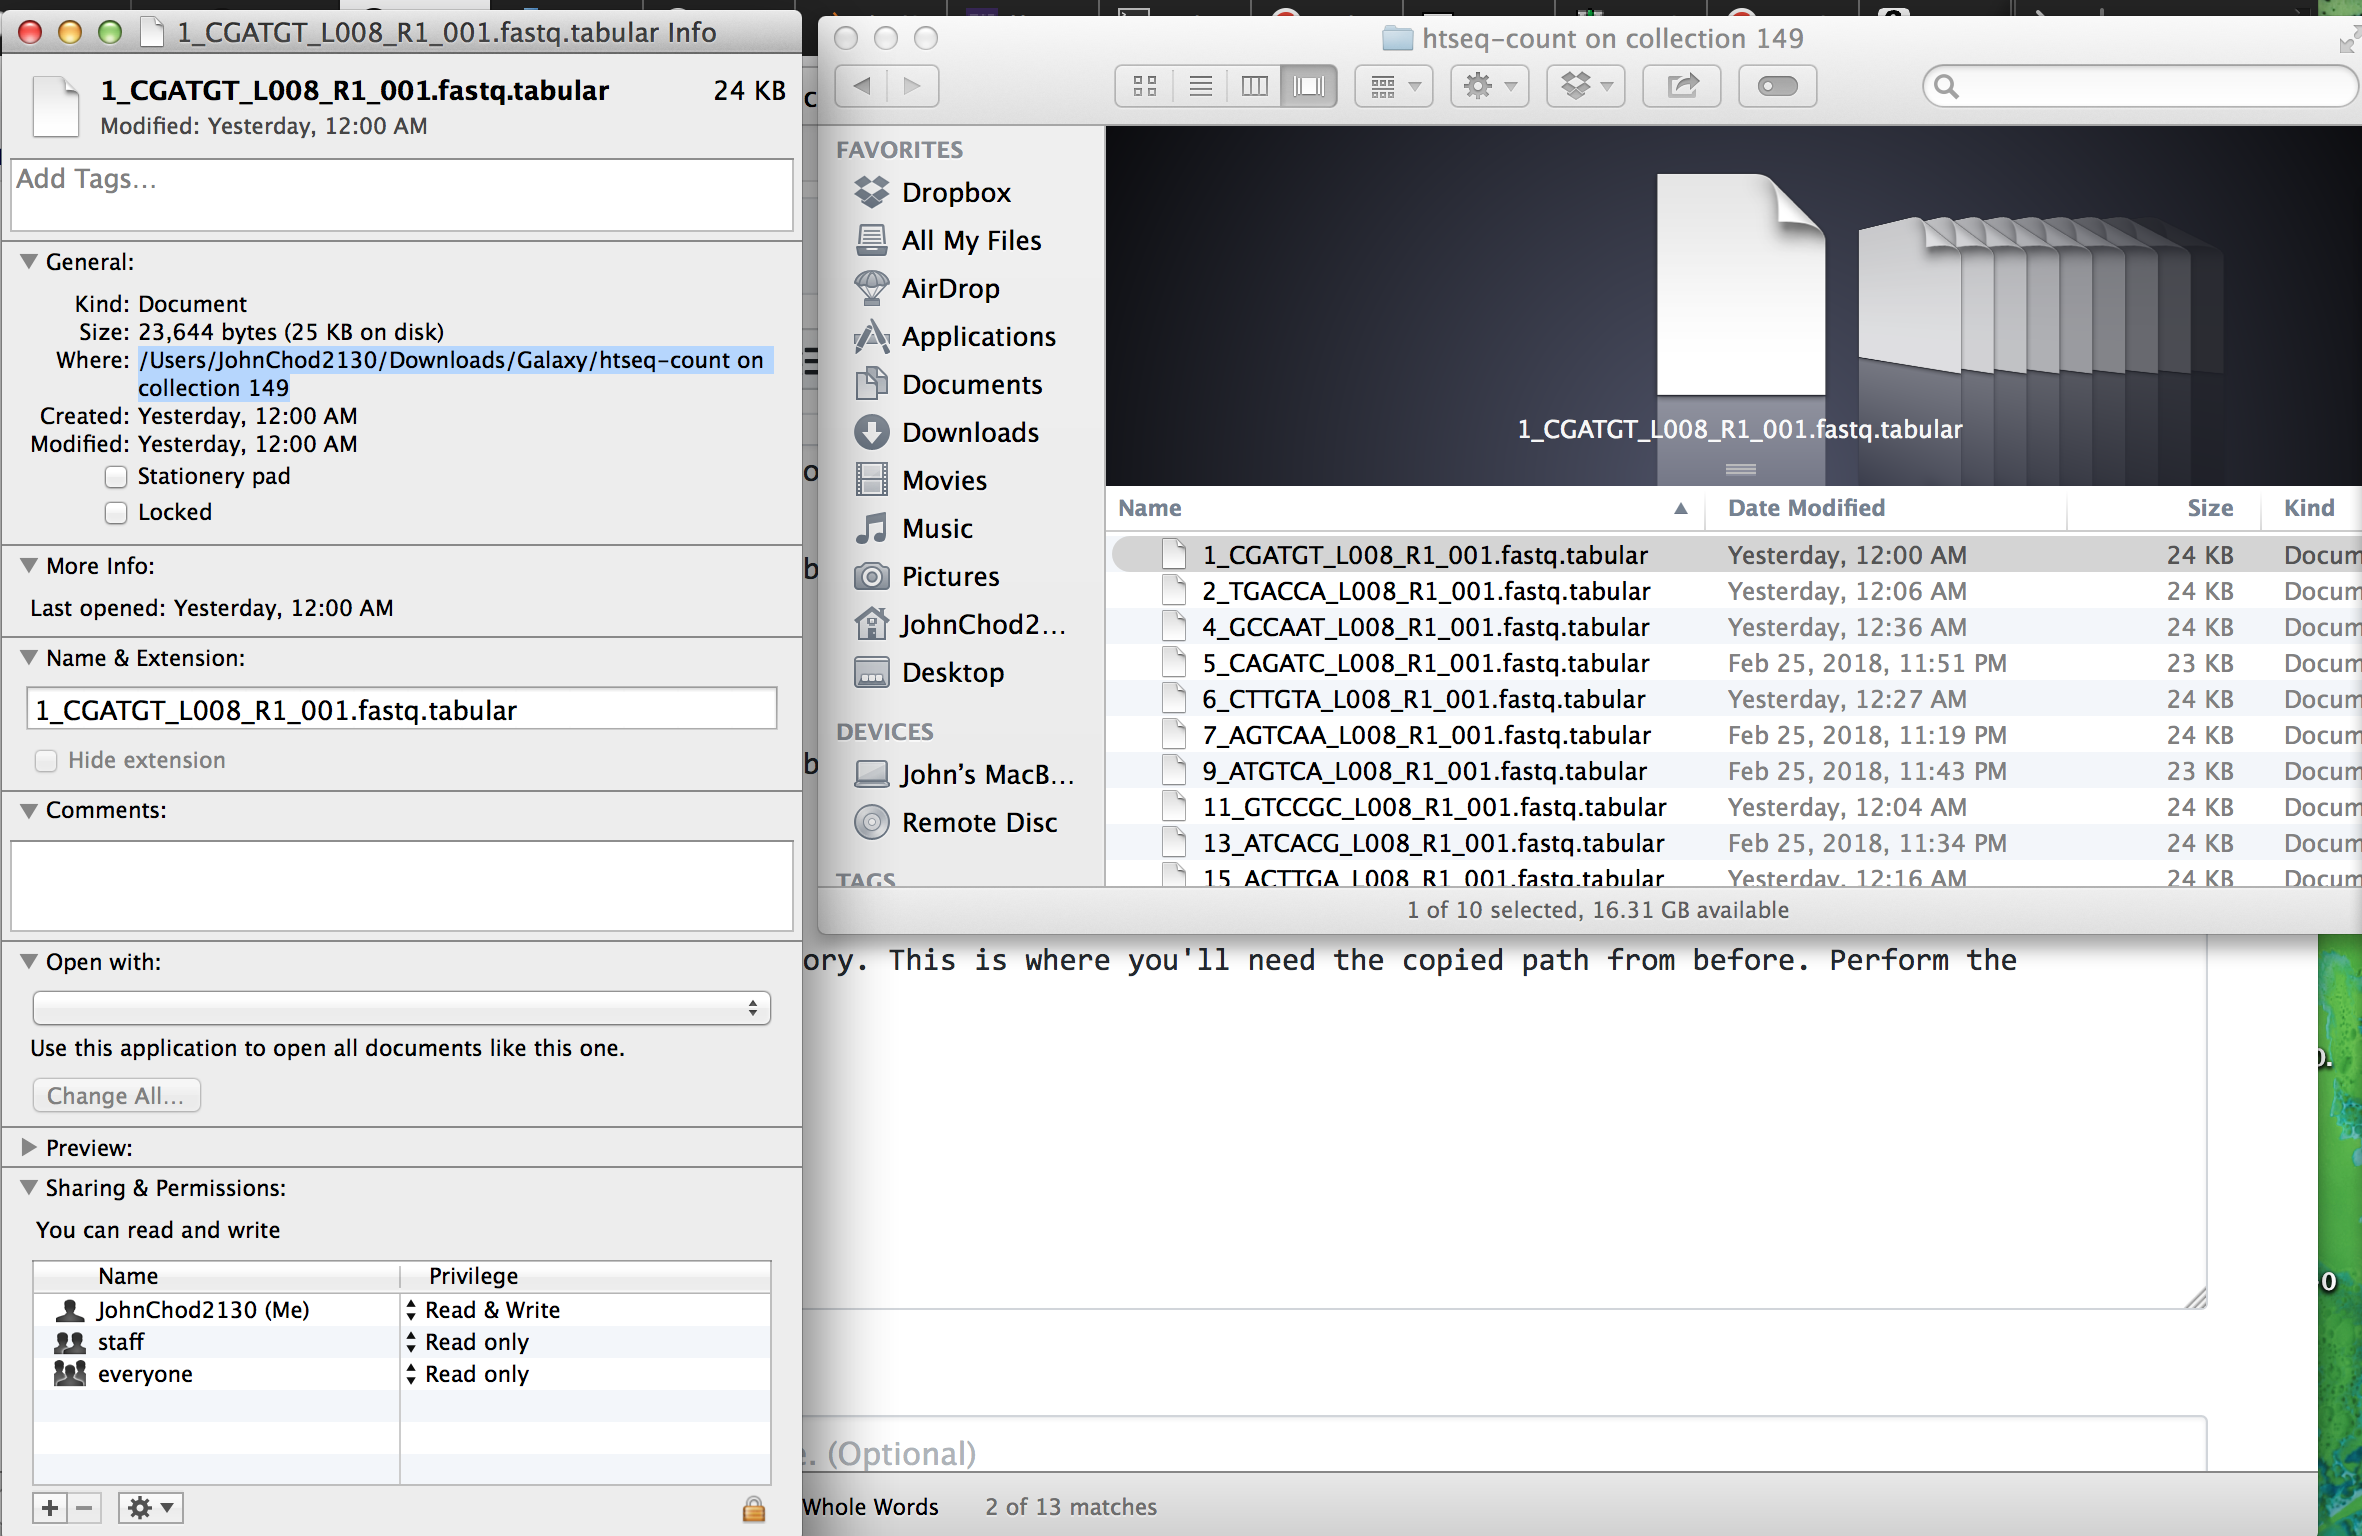 1_CGATGT_L008_R1_001.fastq.tabular Info
1_CGATGT_L008_R1_001.fastq.tabular 24 KB
Modified: Yesterday, 12:00 AM
Add Tags…
General:
Kind: Document
Size: 23,644 bytes (25 KB on disk)
Where: /Users/JohnChod2130/Downloads/Galaxy/htseq-count on
collection 149
Created: Yesterday, 12:00 AM
Modified: Yesterday, 12:00 AM
Stationery pad
Locked
More Info:
Last opened: Yesterday, 12:00 AM
Name & Extension:
1_CGATGT_L008_R1_001.fastq.tabular
Hide extension
Comments:
Open with:
Use this application to open all documents like this one.
Change All…
Preview:
Sharing & Permissions:
You can read and write
Name Privilege
JohnChod2130 (Me) Read & Write
staff Read only
everyone Read only
htseq-count on collection 149
FAVORITES
Dropbox
All My Files
AirDrop
Applications
Documents
Downloads
Movies
Music
Pictures
JohnChod2…
Desktop
DEVICES
John's MacB…
Remote Disc
TAGS
1_CGATGT_L008_R1_001.fastq.tabular
Name Date Modified Size Kind
1_CGATGT_L008_R1_001.fastq.tabular Yesterday, 12:00 AM 24 KB Docum
2_TGACCA_L008_R1_001.fastq.tabular Yesterday, 12:06 AM 24 KB Docum
4_GCCAAT_L008_R1_001.fastq.tabular Yesterday, 12:36 AM 24 KB Docum
5_CAGATC_L008_R1_001.fastq.tabular Feb 25, 2018, 11:51 PM 23 KB Docum
6_CTTGTA_L008_R1_001.fastq.tabular Yesterday, 12:27 AM 24 KB Docum
7_AGTCAA_L008_R1_001.fastq.tabular Feb 25, 2018, 11:19 PM 24 KB Docum
9_ATGTCA_L008_R1_001.fastq.tabular Feb 25, 2018, 11:43 PM 23 KB Docum
11_GTCCGC_L008_R1_001.fastq.tabular Yesterday, 12:04 AM 24 KB Docum
13_ATCACG_L008_R1_001.fastq.tabular Feb 25, 2018, 11:34 PM 24 KB Docum
15_ACTTGA_L008_R1_001.fastq.tabular Yesterday, 12:16 AM 24 KB Docum
1 of 10 selected, 16.31 GB available
ory. This is where you'll need the copied path from before. Perform the
e. (Optional)
Whole Words 2 of 13 matches